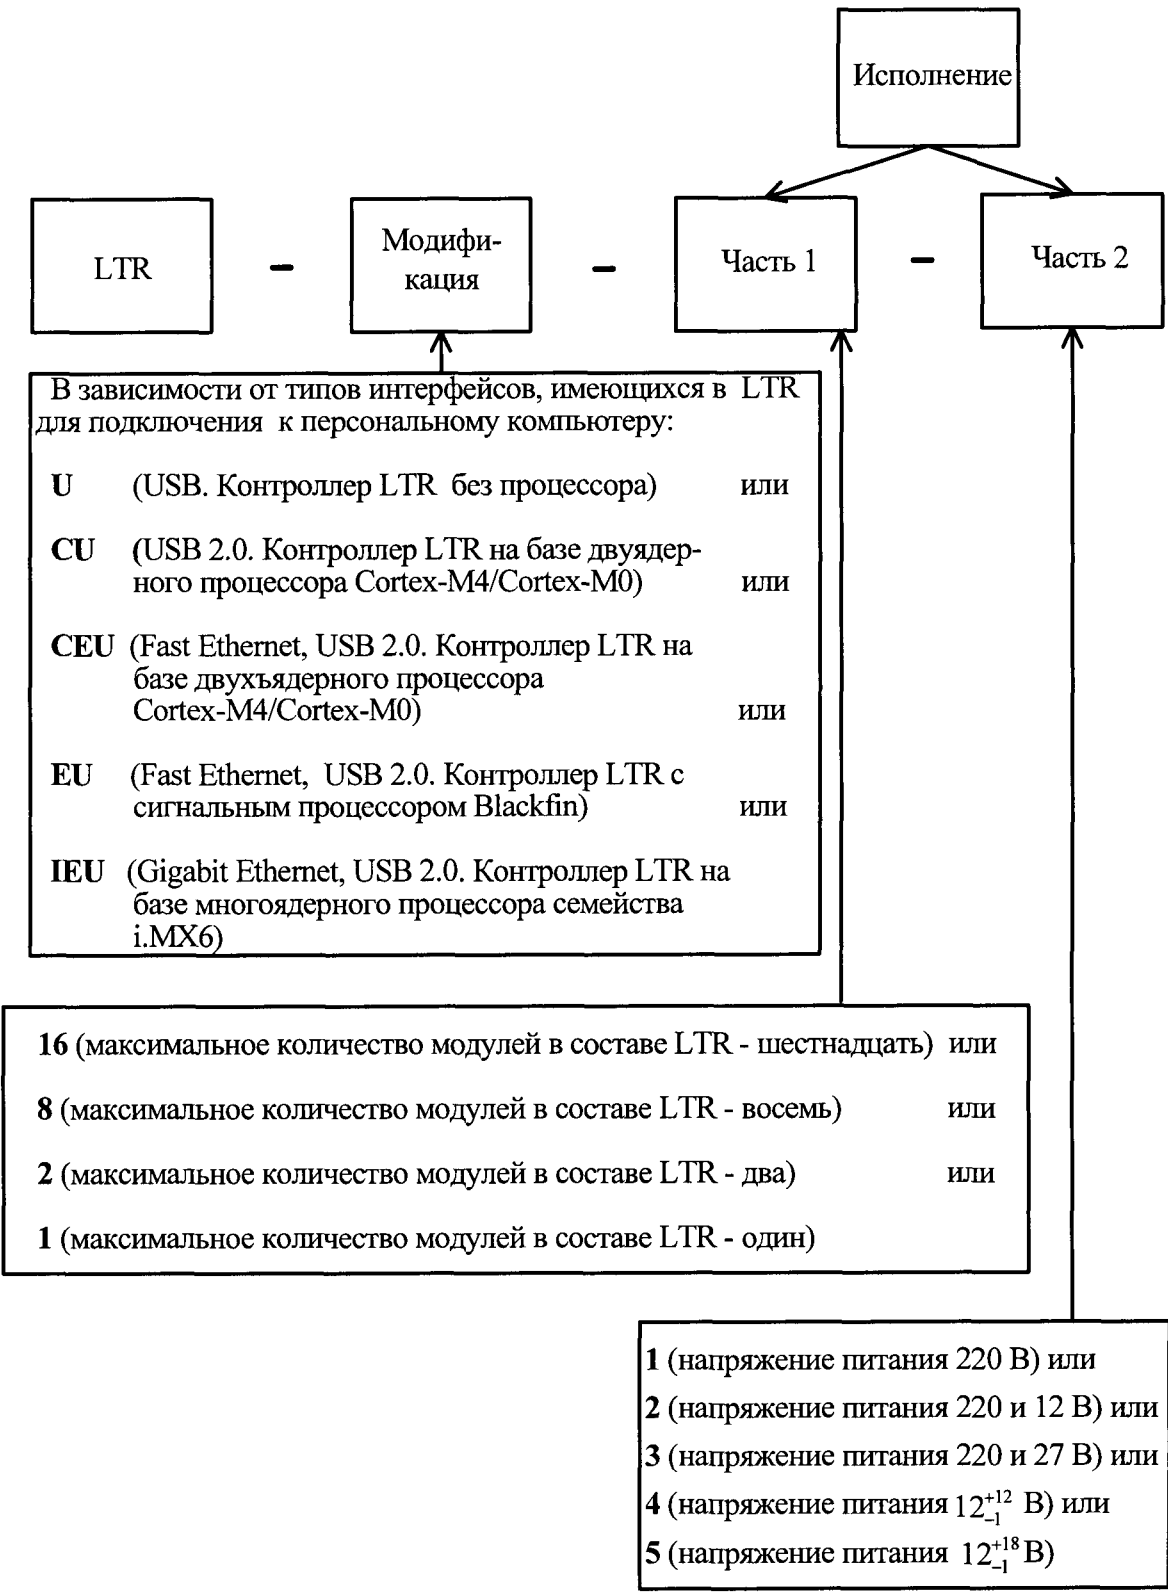 Исполнение
LTR - Модифи- - Часть 1 - Часть 2
кация
В зависимости от типов интерфейсов, имеющихся в LTR
для подключения к персональному компьютеру:
U (USB. Контроллер LTR без процессора) или
CU (USB 2.0. Контроллер LTR на базе двуядер-
ного процессора Cortex-M4/Cortex-M0) или
CEU (Fast Ethernet, USB 2.0. Контроллер LTR на
базе двухъядерного процессора
Cortex-M4/Cortex-M0) или
EU (Fast Ethernet, USB 2.0. Контроллер LTR с
сигнальным процессором Blackfin) или
IEU (Gigabit Ethernet, USB 2.0. Контроллер LTR на
базе многоядерного процессора семейства
i.MX6)
16 (максимальное количество модулей в составе LTR - шестнадцать) или
8 (максимальное количество модулей в составе LTR - восемь) или
2 (максимальное количество модулей в составе LTR - два) или
1 (максимальное количество модулей в составе LTR - один)
1 (напряжение питания 220 В) или
2 (напряжение питания 220 и 12 В) или
3 (напряжение питания 220 и 27 В) или
4 (напряжение питания 12₋₁⁺¹² В) или
5 (напряжение питания 12₋₁⁺¹⁸ В)